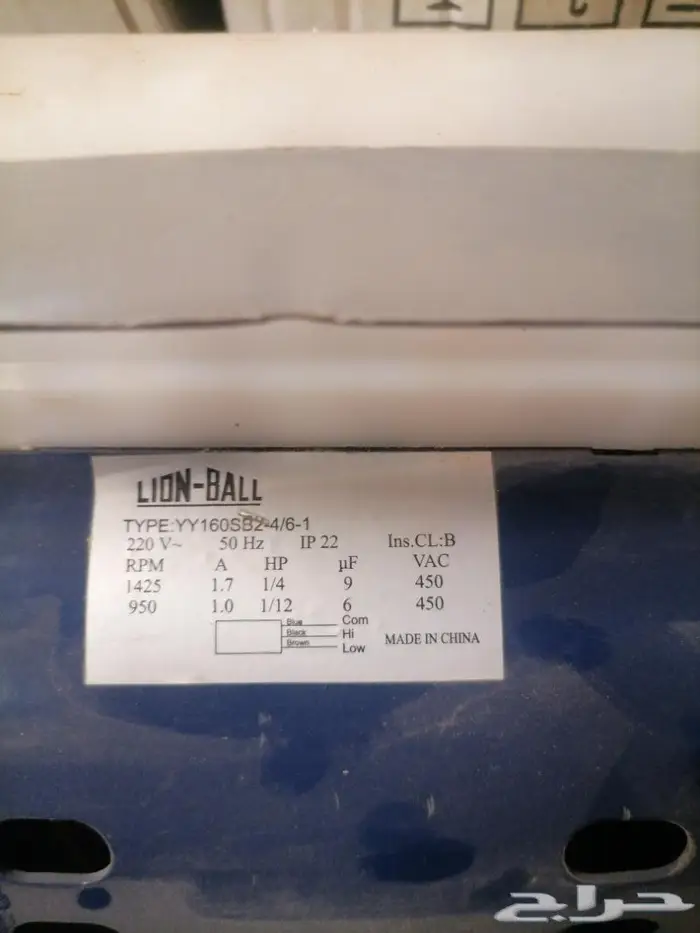 LION-BALL
TYPE:YY160SB2-4/6-1
220 V~ 50 Hz IP 22 Ins.CL:B
RPM A HP µF VAC
1425 1.7 1/4 9 450
950 1.0 1/12 6 450
Blue Com
Black Hi
Brown Low
MADE IN CHINA
حراج